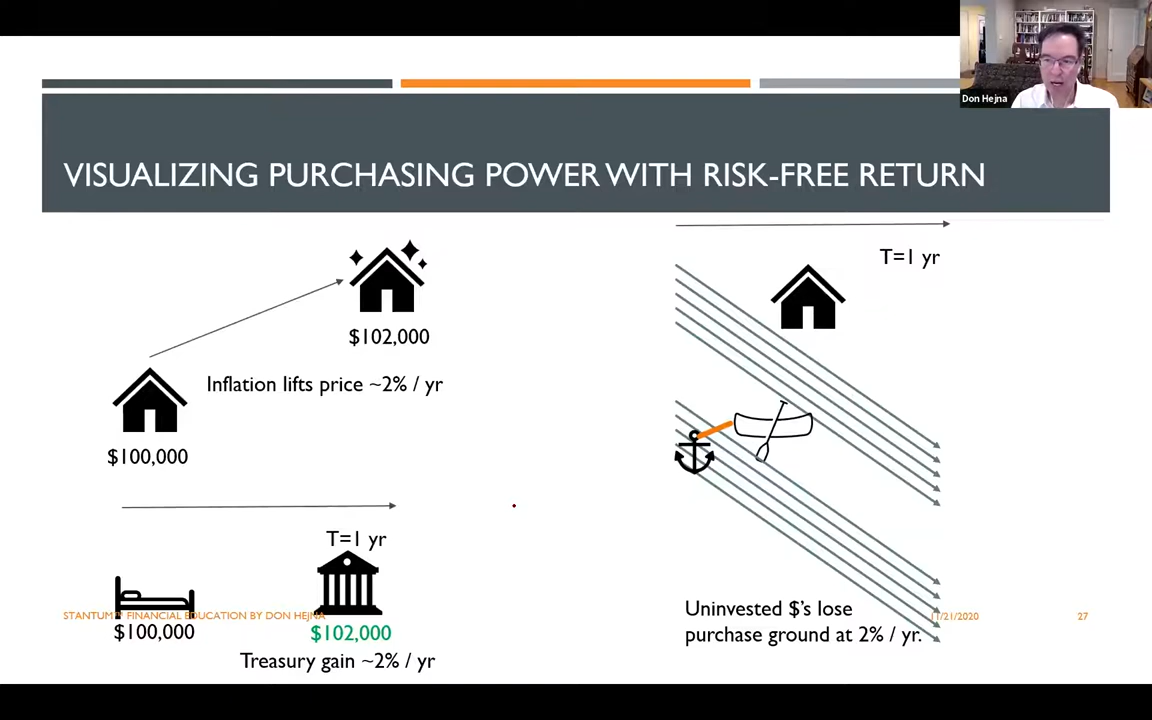 Don Hejna
VISUALIZING PURCHASING POWER WITH RISK-FREE RETURN
$102,000
Inflation lifts price ~2% / yr
$100,000
T=1 yr
$100,000
$102,000
Treasury gain ~2% / yr
T=1 yr
Uninvested $'s lose
purchase ground at 2% / yr.
FINANCIAL EDUCATION BY DON HEJNA
11/21/2020
27